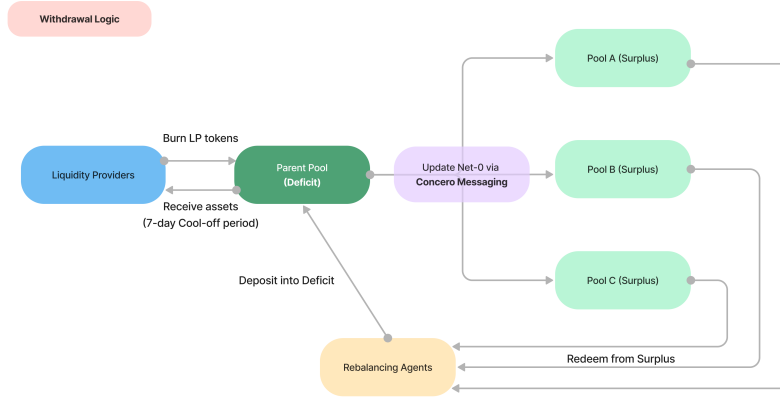 Withdrawal Logic
Pool A (Surplus)
Burn LP tokens
Liquidity Providers
Parent Pool
(Deficit)
Update Net-0 via
Concero Messaging
Pool B (Surplus)
Receive assets
(7-day Cool-off period)
Deposit into Deficit
Pool C (Surplus)
Redeem from Surplus
Rebalancing Agents